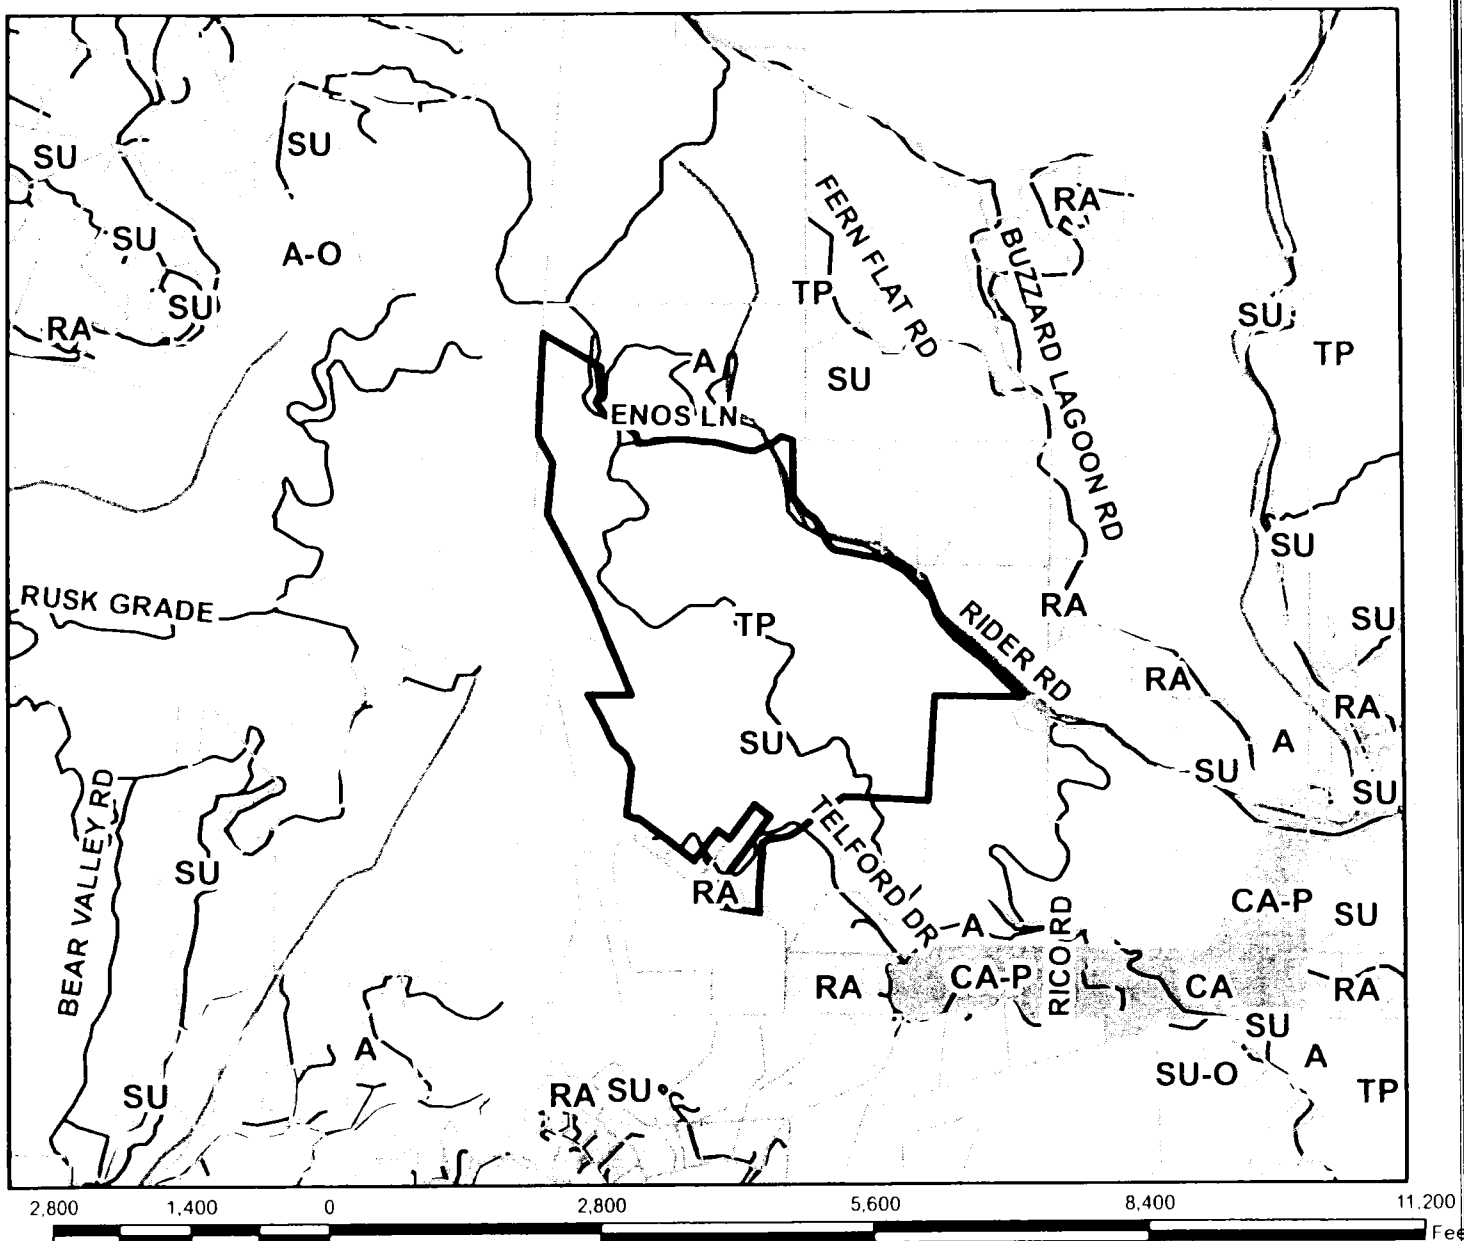 SU
SU
RA
FERN FLAT RD
SU
A-O
BUZZARD LAGOON RD
TP
SU
SU
RA
TP
A
SU
ENOS LN
SU
RUSK GRADE
RA
SU
TP
RIDER RD
RA
RA
SU
A
SU
BEAR VALLEY RD
SU
TELFORD DR
SU
RA
CA-P
SU
A
RICO RD
RA
CA-P
CA
RA
SU
A
A
SU-O
TP
SU
RA
SU
2,800
1,400
0
2,800
5,600
8,400
11,200
Fee